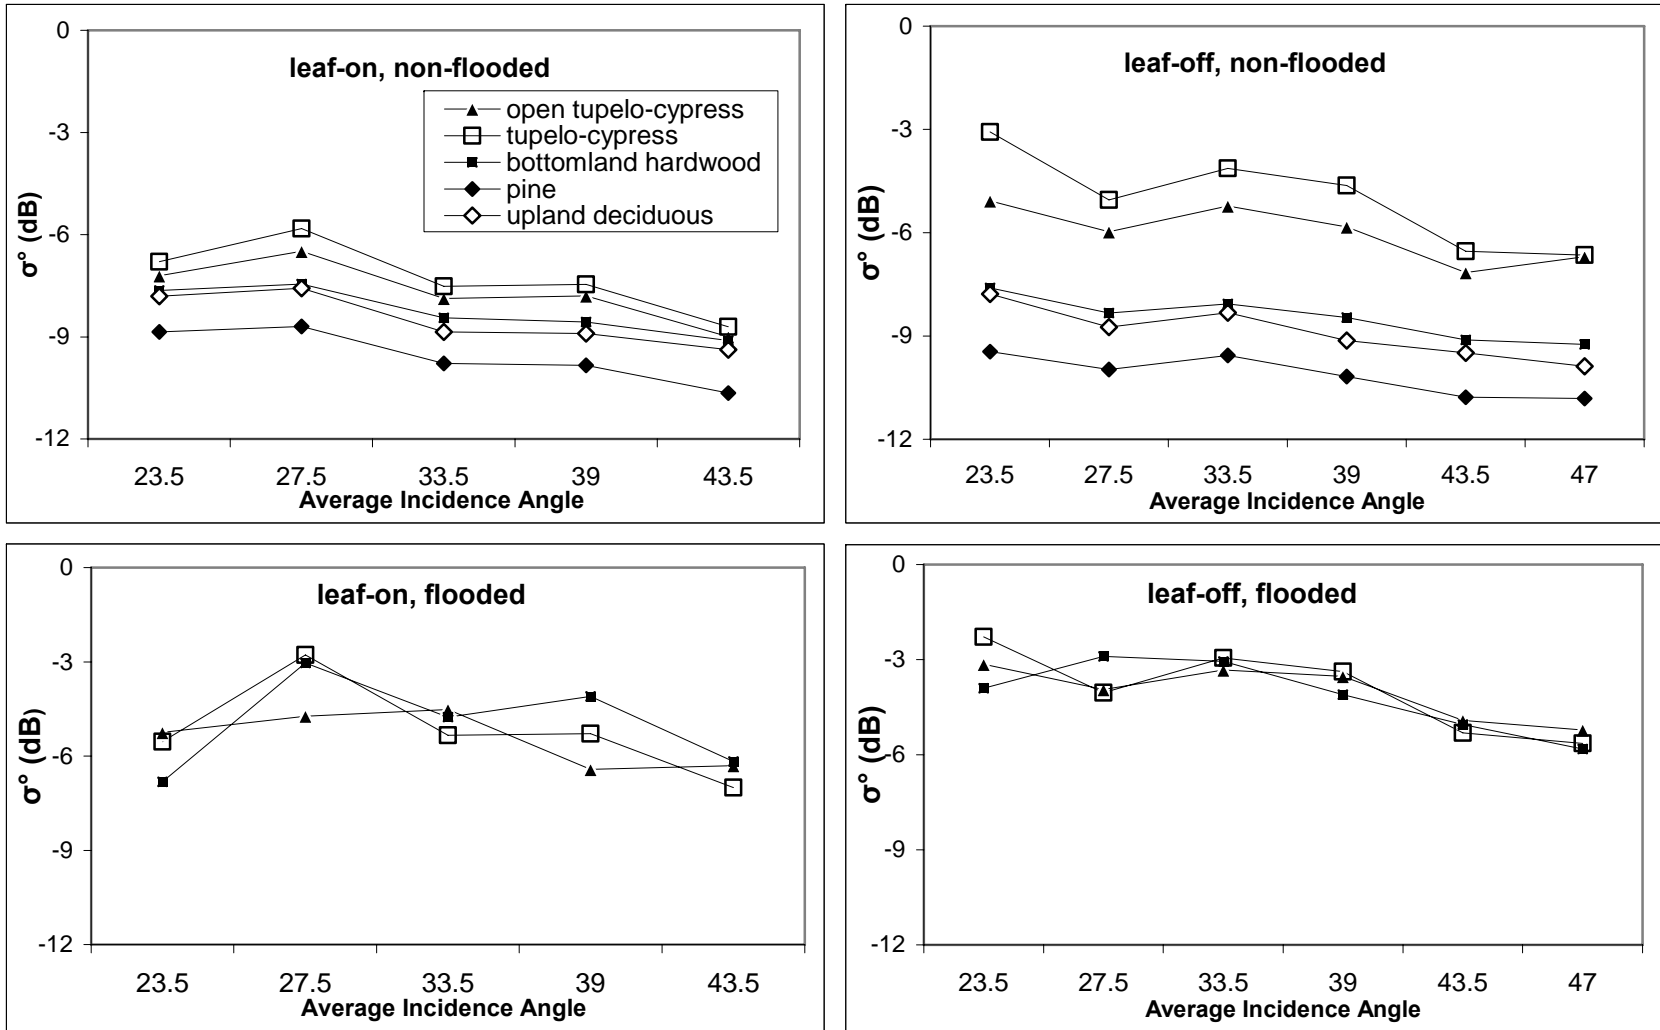 leaf-on, non-flooded
open tupelo-cypress
tupelo-cypress
bottomland hardwood
pine
upland deciduous
0
-3
-6
-9
-12
σ° (dB)
23.5 27.5 33.5 39 43.5
Average Incidence Angle
leaf-off, non-flooded
0
-3
-6
-9
-12
σ° (dB)
23.5 27.5 33.5 39 43.5 47
Average Incidence Angle
leaf-on, flooded
0
-3
-6
-9
-12
σ° (dB)
23.5 27.5 33.5 39 43.5
Average Incidence Angle
leaf-off, flooded
0
-3
-6
-9
-12
σ° (dB)
23.5 27.5 33.5 39 43.5 47
Average Incidence Angle